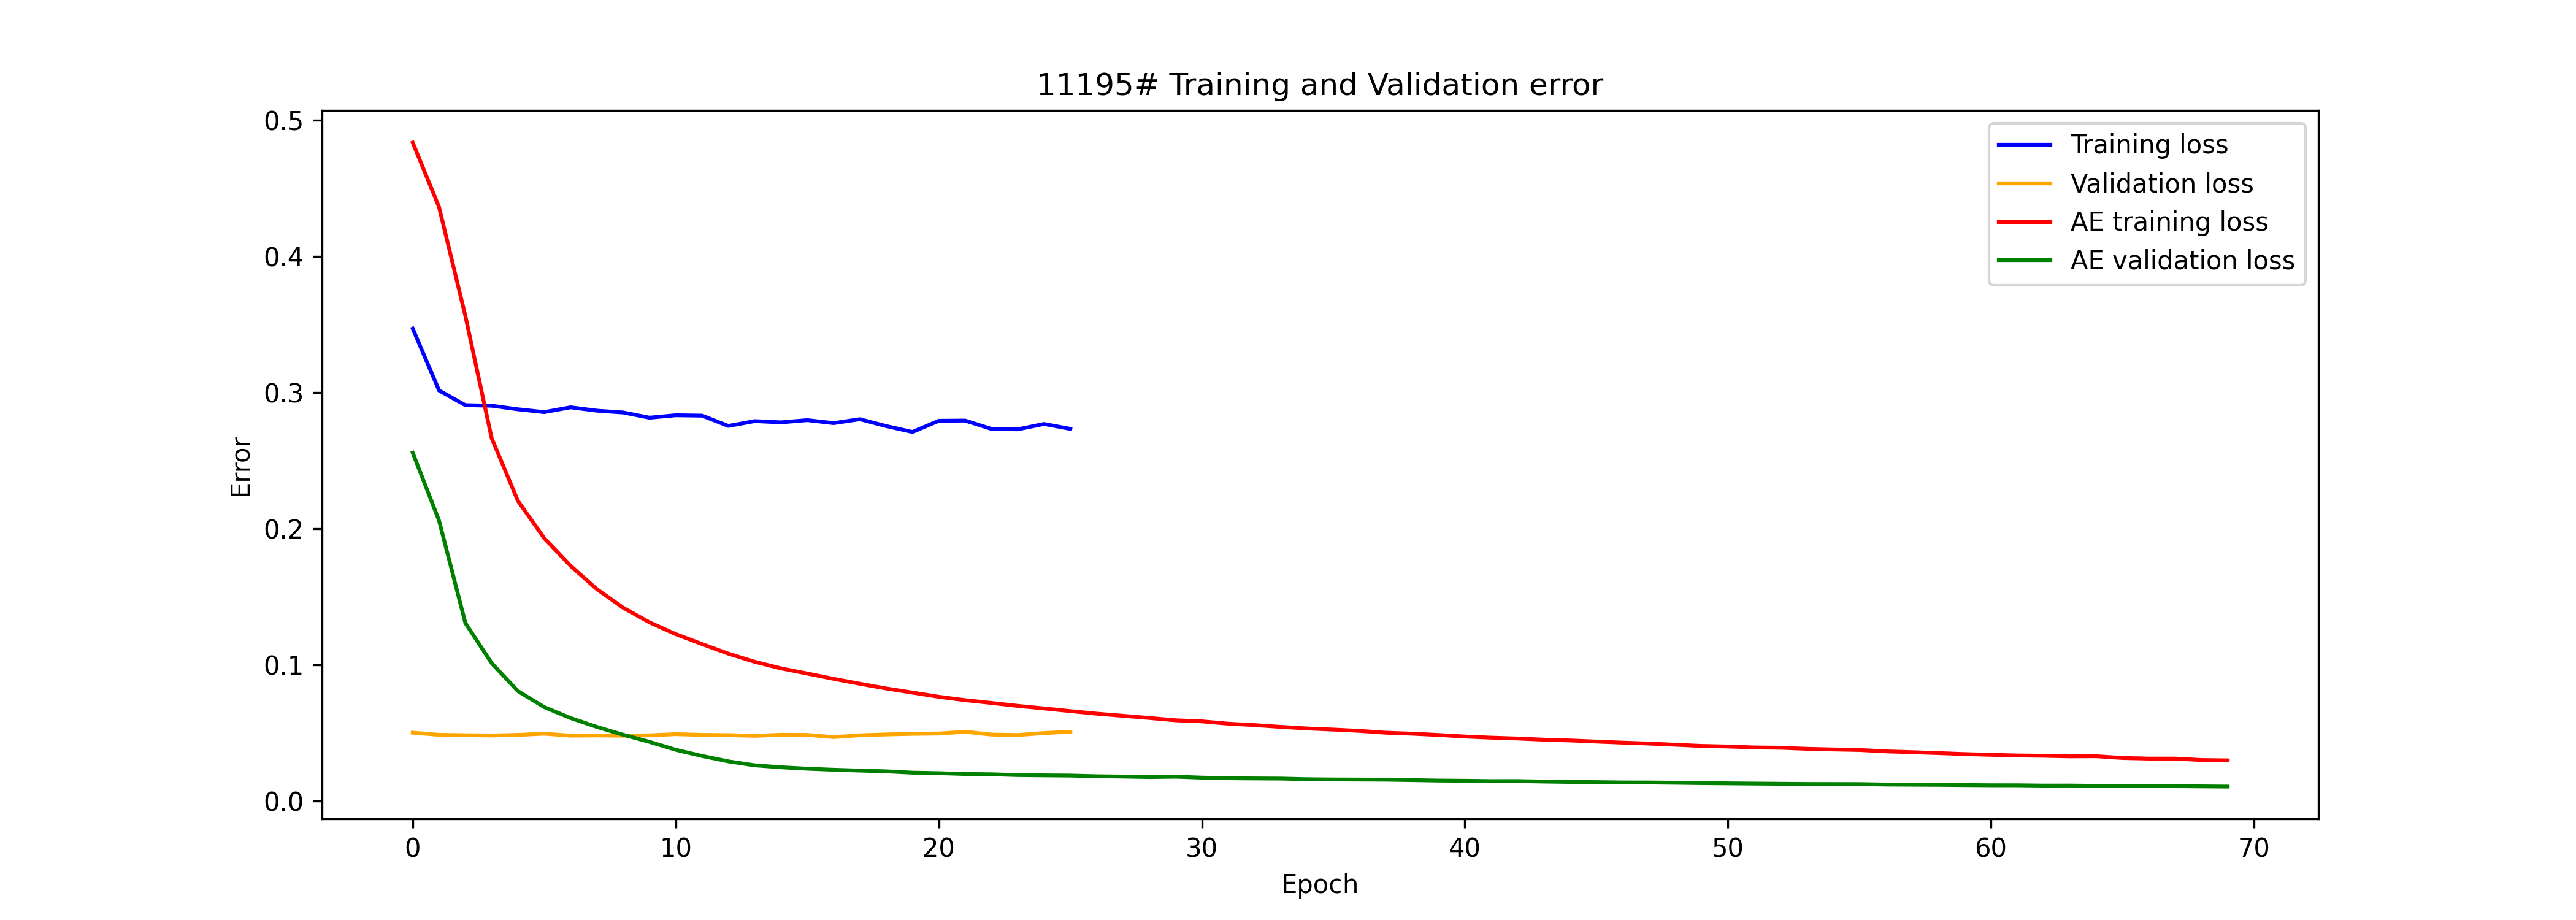 11195# Training and Validation error
Training loss
Validation loss
AE training loss
AE validation loss
0.5
0.4
0.3
0.2
0.1
0.0
Error
0 10 20 30 40 50 60 70
Epoch